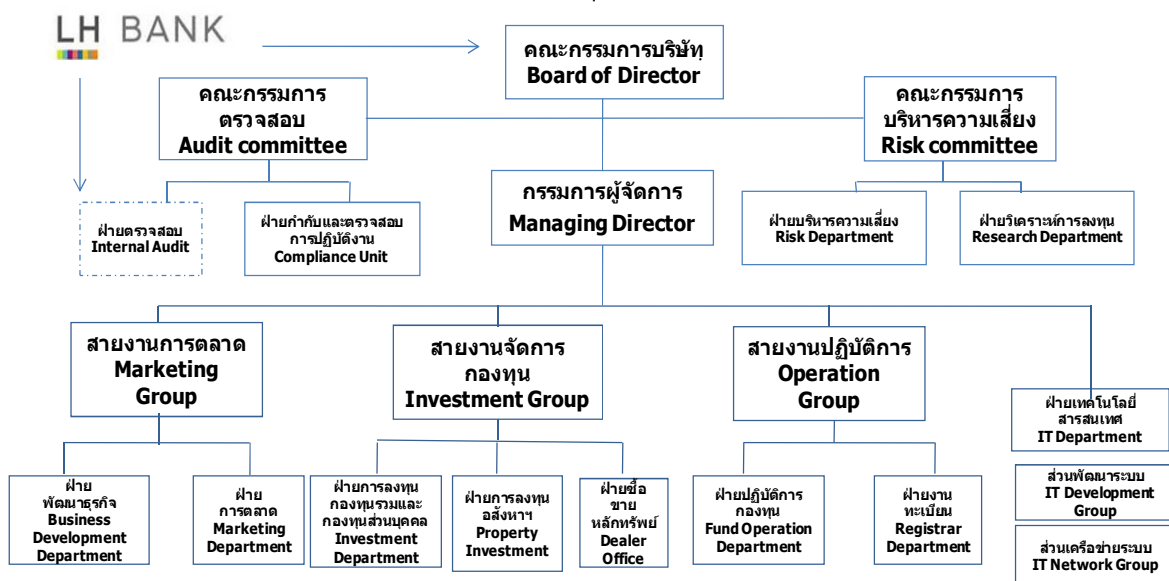 LH BANK
คณะกรรมการบริษัท
Board of Director
คณะกรรมการ
ตรวจสอบ
Audit committee
คณะกรรมการ
บริหารความเสี่ยง
Risk committee
กรรมการผู้จัดการ
Managing Director
ฝ่ายตรวจสอบ
Internal Audit
ฝ่ายกำกับและตรวจสอบ
การปฏิบัติงาน
Compliance Unit
ฝ่ายบริหารความเสี่ยง
Risk Department
ฝ่ายวิเคราะห์การลงทุน
Research Department
สายงานการตลาด
Marketing
Group
สายงานจัดการ
กองทุน
Investment Group
สายงานปฏิบัติการ
Operation
Group
ฝ่ายเทคโนโลยี่
สารสนเทศ
IT Department
ฝ่าย
พัฒนาธุรกิจ
Business
Development
Department
ฝ่าย
การตลาด
Marketing
Department
ฝ่ายการลงทุน
กองทุนรวมและ
กองทุนส่วนบุคคล
Investment
Department
ฝ่ายการลงทุน
อสังหาฯ
Property
Investment
ฝ่ายซื้อ
ขาย
หลักทรัพย์
Dealer
Office
ฝ่ายปฏิบัติการ
กองทุน
Fund Operation
Department
ฝ่ายงาน
ทะเบียน
Registrar
Department
ส่วนพัฒนาระบบ
IT Development
Group
ส่วนเครือข่ายระบบ
IT Network Group